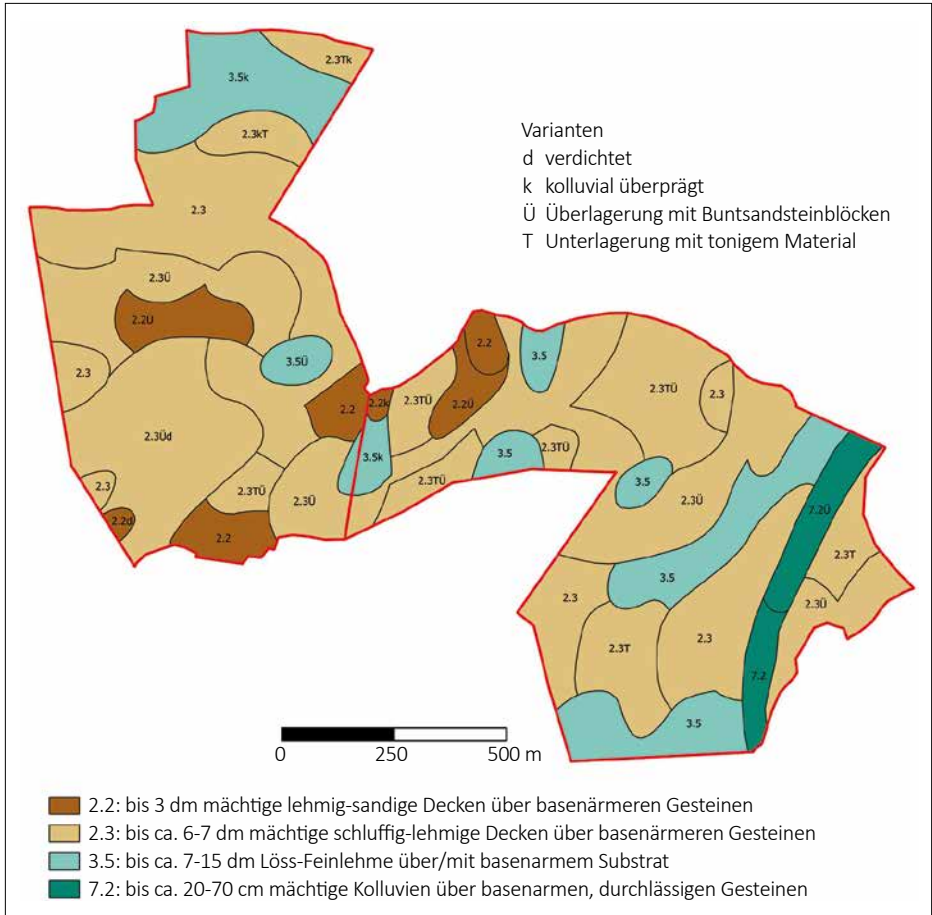 2.3Tk
3.5k
2.3kT
Varianten
d verdichtet
k kolluvial überprägt
Ü Überlagerung mit Buntsandsteinblöcken
T Unterlagerung mit tonigem Material
2.3
2.3Ü
2.2Ü
3.5Ü
2.3
2.2
3.5
2.3TÜ
2.3
2.2
2.2k
2.3TÜ
2.2Ü
2.3Üd
3.5k
3.5
2.3TÜ
2.3TÜ
2.3
2.3TÜ
2.3Ü
3.5
2.3Ü
2.2d
2.2
7.2Ü
2.3T
3.5
2.3
2.3Ü
2.3T
2.3
7.2
3.5
0 250 500 m
2.2: bis 3 dm mächtige lehmig-sandige Decken über basenärmeren Gesteinen
2.3: bis ca. 6-7 dm mächtige schluffig-lehmige Decken über basenärmeren Gesteinen
3.5: bis ca. 7-15 dm Löss-Feinlehme über/mit basenarmem Substrat
7.2: bis ca. 20-70 cm mächtige Kolluvien über basenarmen, durchlässigen Gesteinen